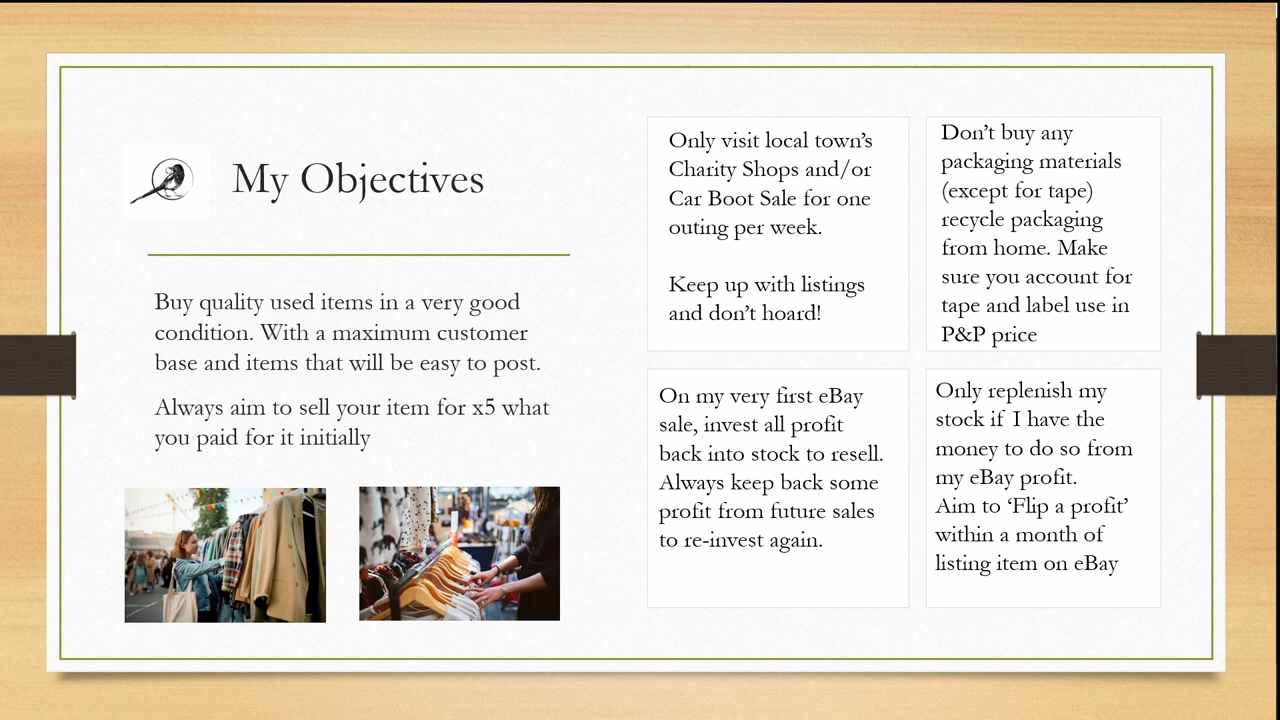 My Objectives
Buy quality used items in a very good
condition. With a maximum customer
base and items that will be easy to post.
Always aim to sell your item for x5 what
you paid for it initially
Only visit local town’s
Charity Shops and/or
Car Boot Sale for one
outing per week.
Keep up with listings
and don’t hoard!
Don’t buy any
packaging materials
(except for tape)
recycle packaging
from home. Make
sure you account for
tape and label use in
P&P price
On my very first eBay
sale, invest all profit
back into stock to resell.
Always keep back some
profit from future sales
to re-invest again.
Only replenish my
stock if I have the
money to do so from
my eBay profit.
Aim to ‘Flip a profit’
within a month of
listing item on eBay